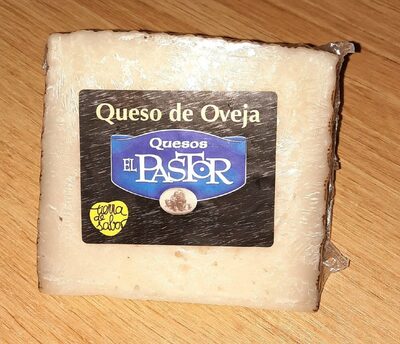 Queso de Oveja
Quesos
EL PASTOR
tierra
de
sabor